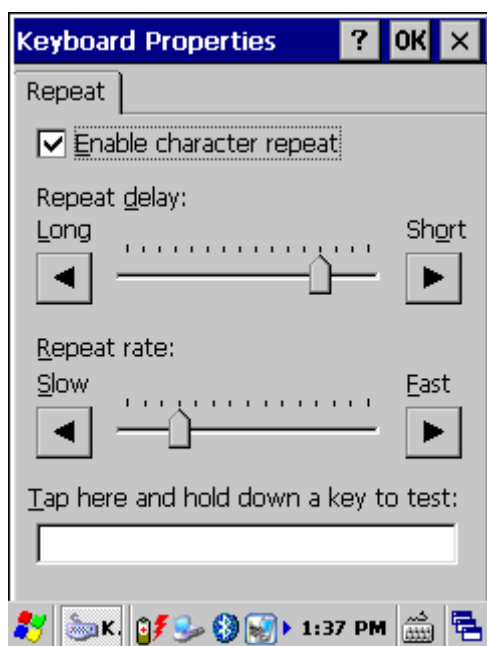 Keyboard Properties ? OK ×
Repeat
Enable character repeat
Repeat delay:
Long Short
Repeat rate:
Slow Fast
Tap here and hold down a key to test:
K. 1:37 PM